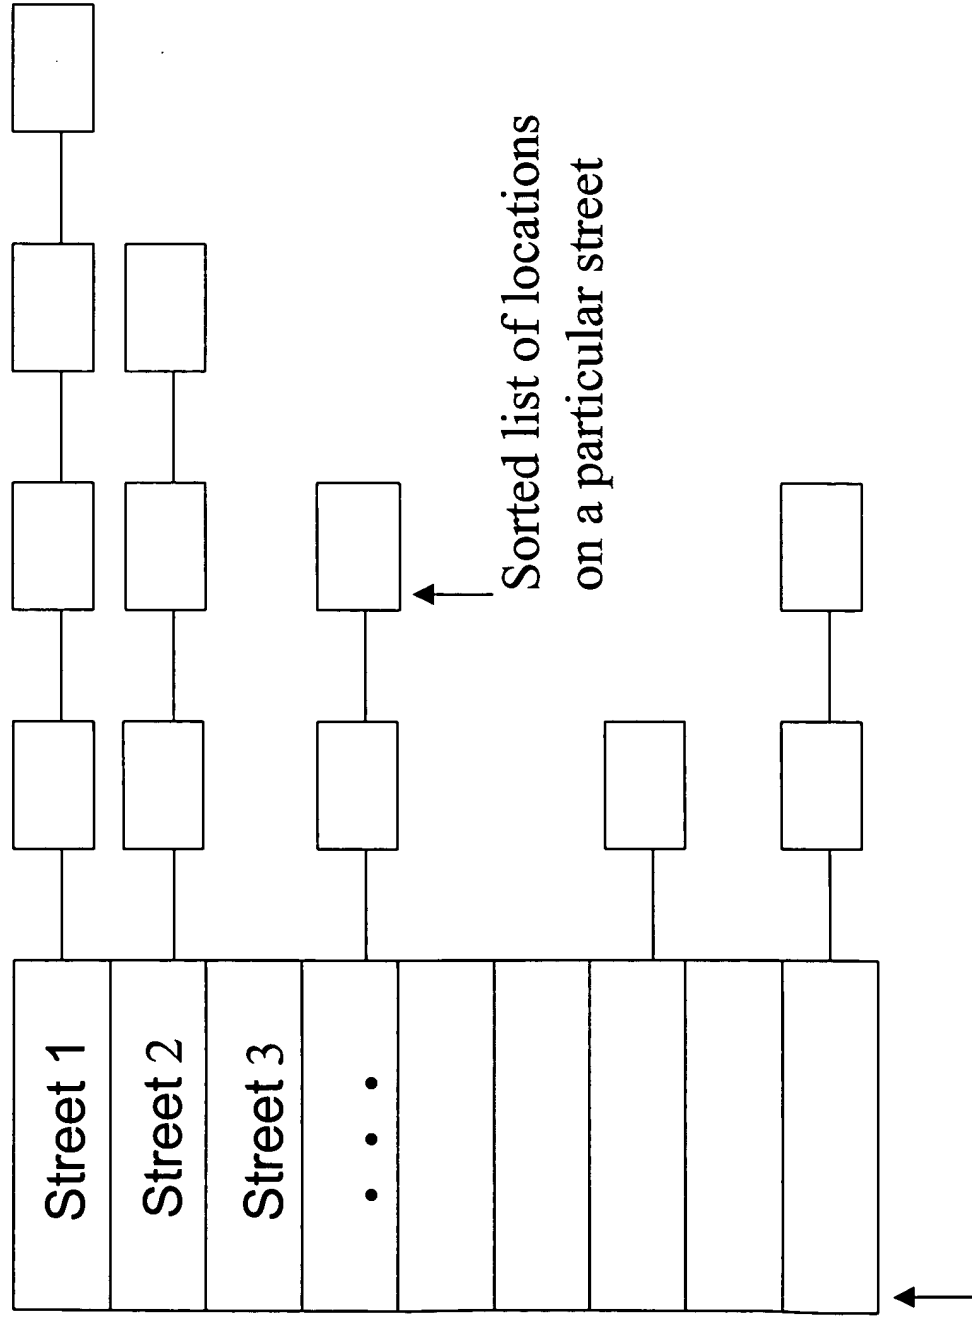 Street 1
Street 2
Street 3
• • •
Sorted list of locations
on a particular street